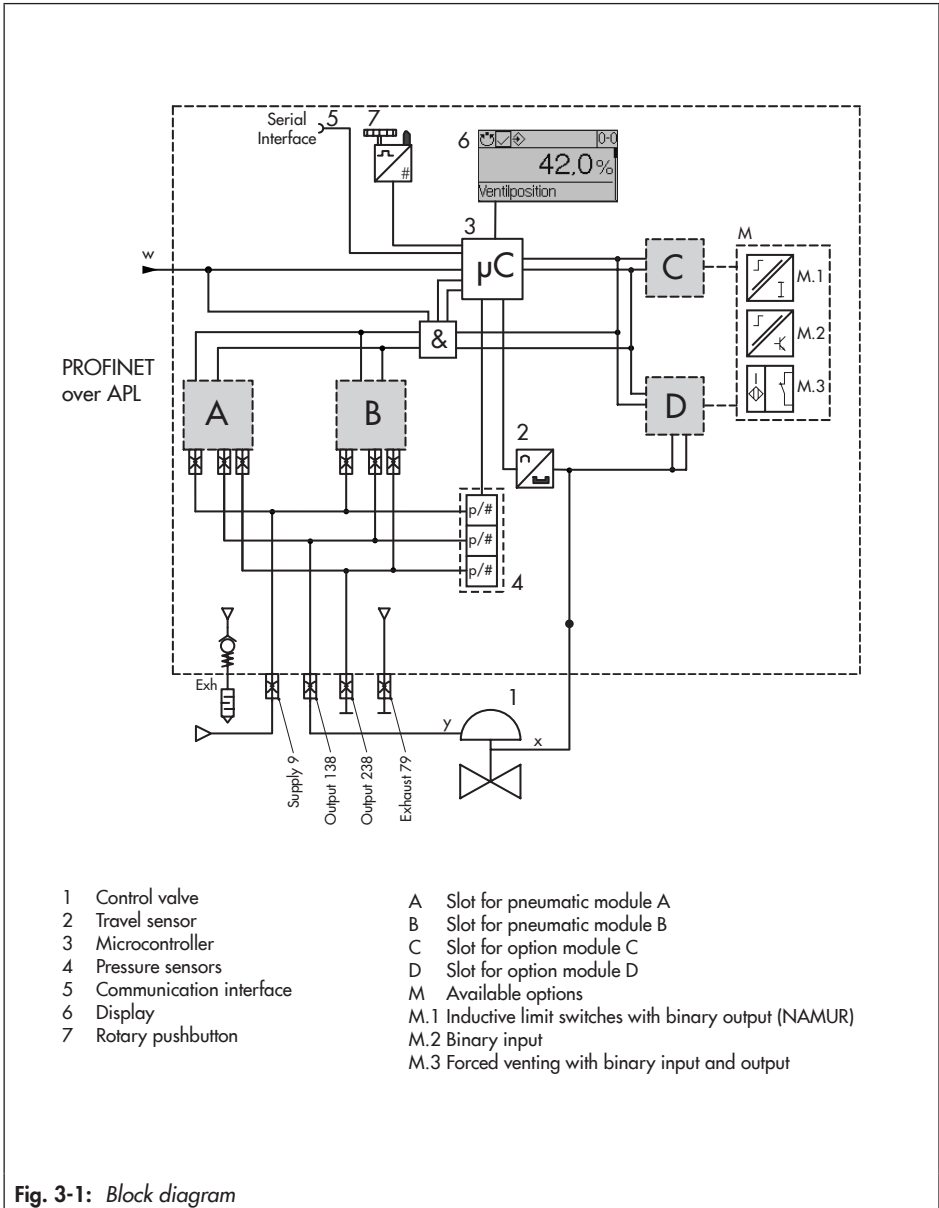 Serial 5 7
Interface
6 0-0
42,0%
Ventilposition
3
µC
w
C
M
M.1
M.2
M.3
&
PROFINET
over APL
A
B
D
2
p/#
p/#
p/#
4
#
Exh
Supply 9
Output 138
Output 238
Exhaust 79
y
1
x
1 Control valve
2 Travel sensor
3 Microcontroller
4 Pressure sensors
5 Communication interface
6 Display
7 Rotary pushbutton
A Slot for pneumatic module A
B Slot for pneumatic module B
C Slot for option module C
D Slot for option module D
M Available options
M.1 Inductive limit switches with binary output (NAMUR)
M.2 Binary input
M.3 Forced venting with binary input and output
Fig. 3-1: Block diagram